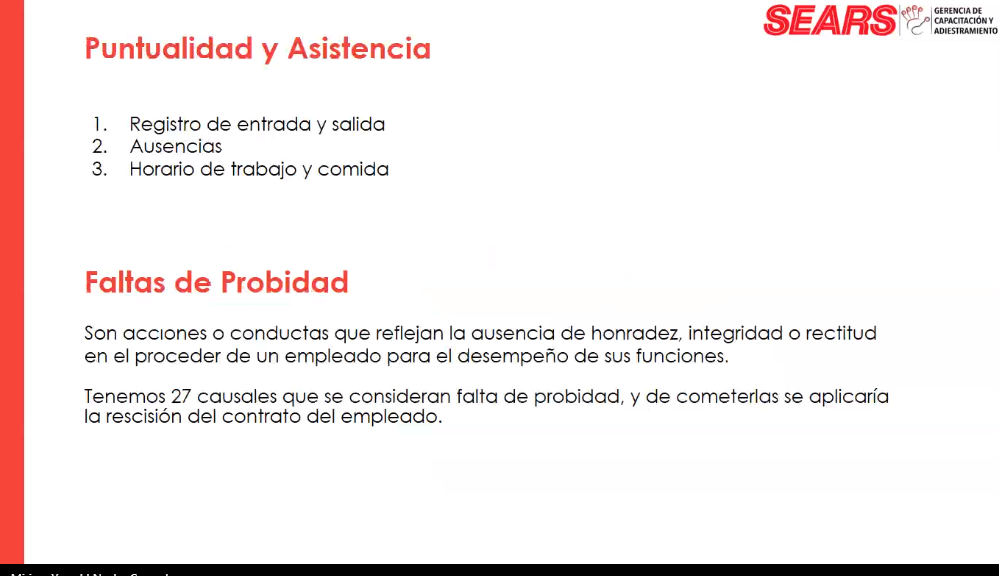 SEARS
GERENCIA DE
CAPACITACIÓN Y
ADIESTRAMIENTO
Puntualidad y Asistencia
1. Registro de entrada y salida
2. Ausencias
3. Horario de trabajo y comida
Faltas de Probidad
Son acciones o conductas que reflejan la ausencia de honradez, integridad o rectitud
en el proceder de un empleado para el desempeño de sus funciones.
Tenemos 27 causales que se consideran falta de probidad, y de cometerlas se aplicaría
la rescisión del contrato del empleado.